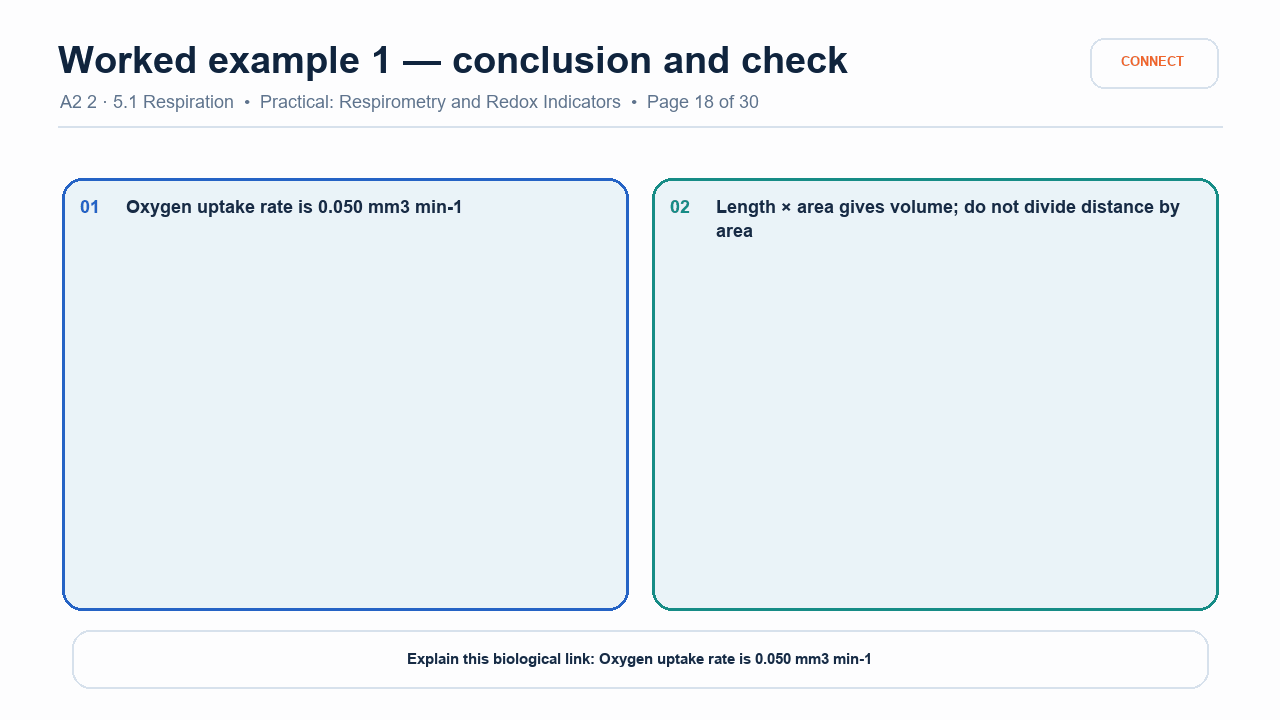 Worked example 1 — conclusion and check
CONNECT
A2 2 · 5.1 Respiration • Practical: Respirometry and Redox Indicators • Page 18 of 30
01 Oxygen uptake rate is 0.050 mm3 min-1
02 Length × area gives volume; do not divide distance by
area
Explain this biological link: Oxygen uptake rate is 0.050 mm3 min-1